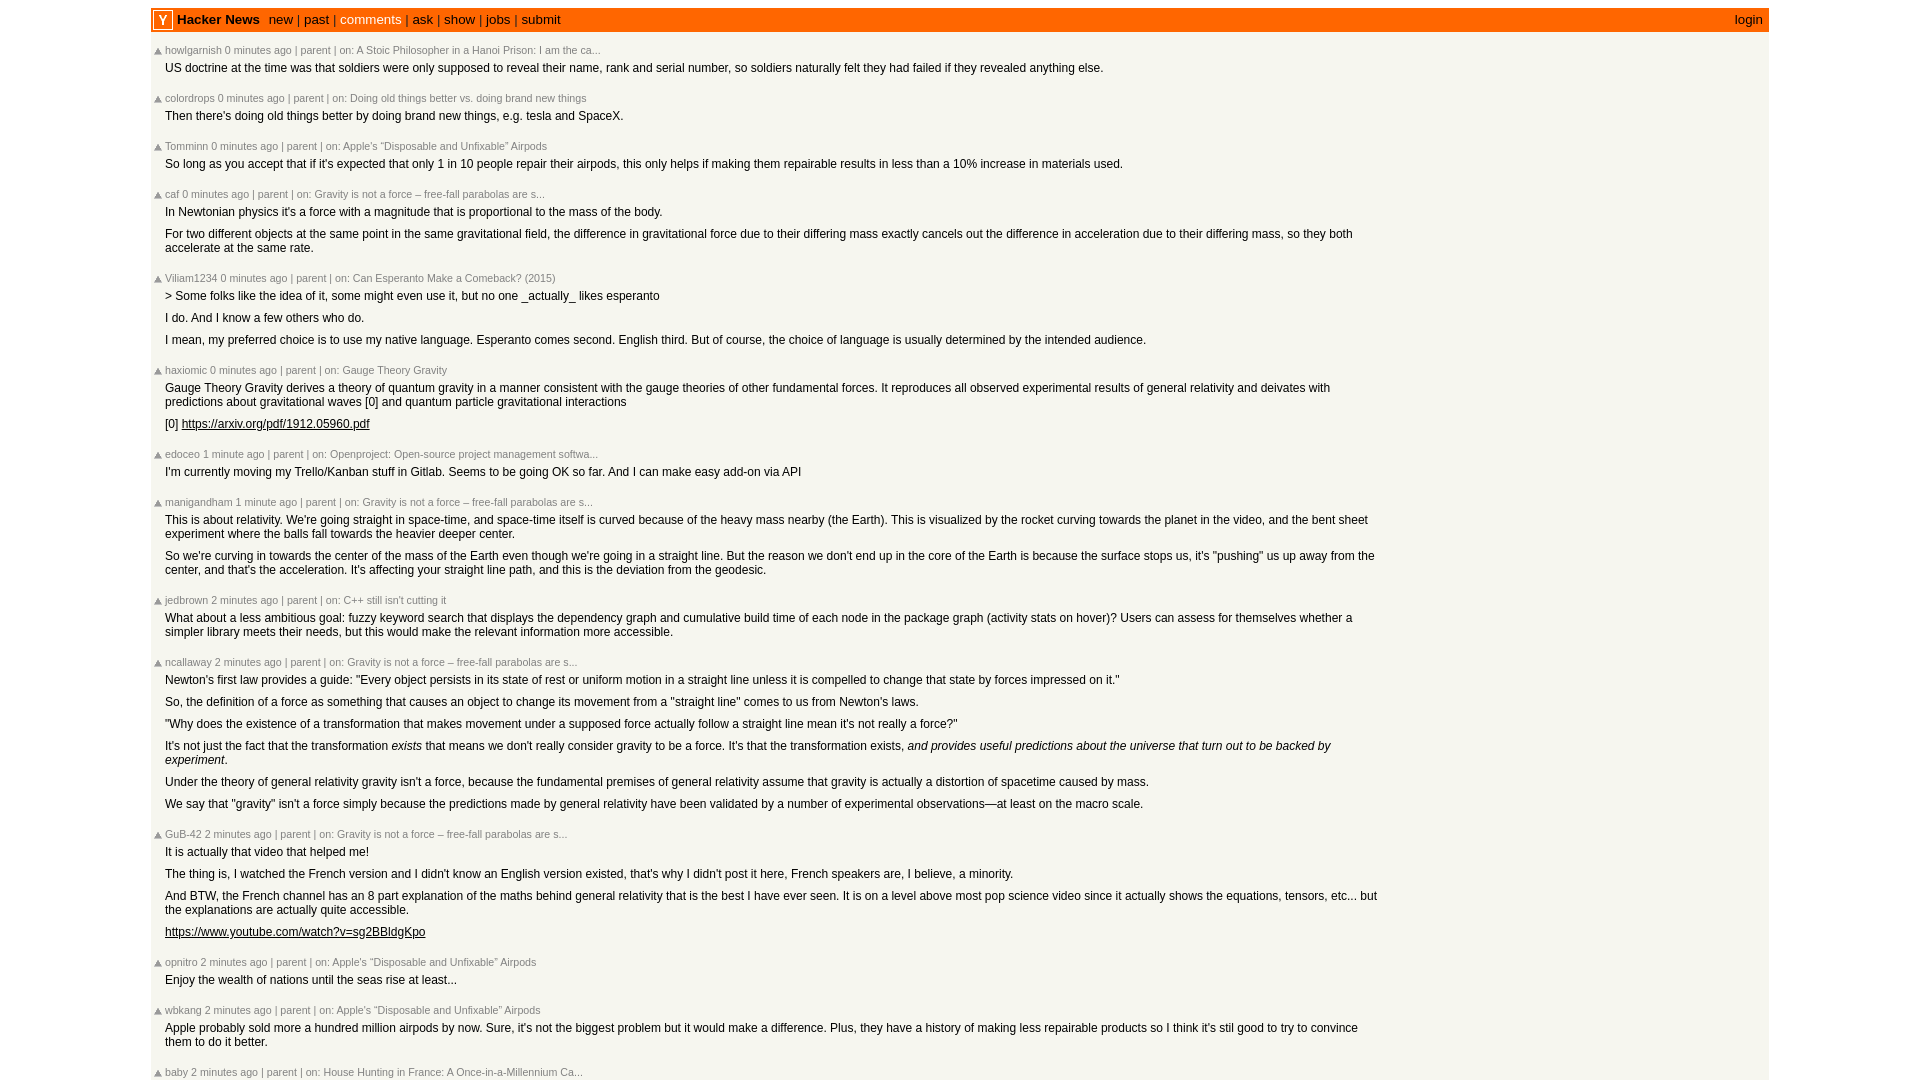 Y Hacker News new | past | comments | ask | show | jobs | submit login
howlgarnish 0 minutes ago | parent | on: A Stoic Philosopher in a Hanoi Prison: I am the ca...
US doctrine at the time was that soldiers were only supposed to reveal their name, rank and serial number, so soldiers naturally felt they had failed if they revealed anything else.
colordrops 0 minutes ago | parent | on: Doing old things better vs. doing brand new things
Then there's doing old things better by doing brand new things, e.g. tesla and SpaceX.
Tomminn 0 minutes ago | parent | on: Apple's “Disposable and Unfixable” Airpods
So long as you accept that if it's expected that only 1 in 10 people repair their airpods, this only helps if making them repairable results in less than a 10% increase in materials used.
caf 0 minutes ago | parent | on: Gravity is not a force – free-fall parabolas are s...
In Newtonian physics it's a force with a magnitude that is proportional to the mass of the body.
For two different objects at the same point in the same gravitational field, the difference in gravitational force due to their differing mass exactly cancels out the difference in acceleration due to their differing mass, so they both
accelerate at the same rate.
Viliam1234 0 minutes ago | parent | on: Can Esperanto Make a Comeback? (2015)
> Some folks like the idea of it, some might even use it, but no one _actually_ likes esperanto
I do. And I know a few others who do.
I mean, my preferred choice is to use my native language. Esperanto comes second. English third. But of course, the choice of language is usually determined by the intended audience.
haxiomic 0 minutes ago | parent | on: Gauge Theory Gravity
Gauge Theory Gravity derives a theory of quantum gravity in a manner consistent with the gauge theories of other fundamental forces. It reproduces all observed experimental results of general relativity and deivates with
predictions about gravitational waves [0] and quantum particle gravitational interactions
[0] https://arxiv.org/pdf/1912.05960.pdf
edoceo 1 minute ago | parent | on: Openproject: Open-source project management softwa...
I'm currently moving my Trello/Kanban stuff in Gitlab. Seems to be going OK so far. And I can make easy add-on via API
manigandham 1 minute ago | parent | on: Gravity is not a force – free-fall parabolas are s...
This is about relativity. We're going straight in space-time, and space-time itself is curved because of the heavy mass nearby (the Earth). This is visualized by the rocket curving towards the planet in the video, and the bent sheet
experiment where the balls fall towards the heavier deeper center.
So we're curving in towards the center of the mass of the Earth even though we're going in a straight line. But the reason we don't end up in the core of the Earth is because the surface stops us, it's "pushing" us up away from the
center, and that's the acceleration. It's affecting your straight line path, and this is the deviation from the geodesic.
jedbrown 2 minutes ago | parent | on: C++ still isn't cutting it
What about a less ambitious goal: fuzzy keyword search that displays the dependency graph and cumulative build time of each node in the package graph (activity stats on hover)? Users can assess for themselves whether a
simpler library meets their needs, but this would make the relevant information more accessible.
ncallaway 2 minutes ago | parent | on: Gravity is not a force – free-fall parabolas are s...
Newton's first law provides a guide: "Every object persists in its state of rest or uniform motion in a straight line unless it is compelled to change that state by forces impressed on it."
So, the definition of a force as something that causes an object to change its movement from a "straight line" comes to us from Newton's laws.
"Why does the existence of a transformation that makes movement under a supposed force actually follow a straight line mean it's not really a force?"
It's not just the fact that the transformation exists that means we don't really consider gravity to be a force. It's that the transformation exists, and provides useful predictions about the universe that turn out to be backed by
experiment.
Under the theory of general relativity gravity isn't a force, because the fundamental premises of general relativity assume that gravity is actually a distortion of spacetime caused by mass.
We say that "gravity" isn't a force simply because the predictions made by general relativity have been validated by a number of experimental observations—at least on the macro scale.
GuB-42 2 minutes ago | parent | on: Gravity is not a force – free-fall parabolas are s...
It is actually that video that helped me!
The thing is, I watched the French version and I didn't know an English version existed, that's why I didn't post it here, French speakers are, I believe, a minority.
And BTW, the French channel has an 8 part explanation of the maths behind general relativity that is the best I have ever seen. It is on a level above most pop science video since it actually shows the equations, tensors, etc... but
the explanations are actually quite accessible.
https://www.youtube.com/watch?v=sg2BBldgKpo
opnitro 2 minutes ago | parent | on: Apple's “Disposable and Unfixable” Airpods
Enjoy the wealth of nations until the seas rise at least...
wbkang 2 minutes ago | parent | on: Apple's “Disposable and Unfixable” Airpods
Apple probably sold more a hundred million airpods by now. Sure, it's not the biggest problem but it would make a difference. Plus, they have a history of making less repairable products so I think it's stil good to try to convince
them to do it better.
baby 2 minutes ago | parent | on: House Hunting in France: A Once-in-a-Millennium Ca...